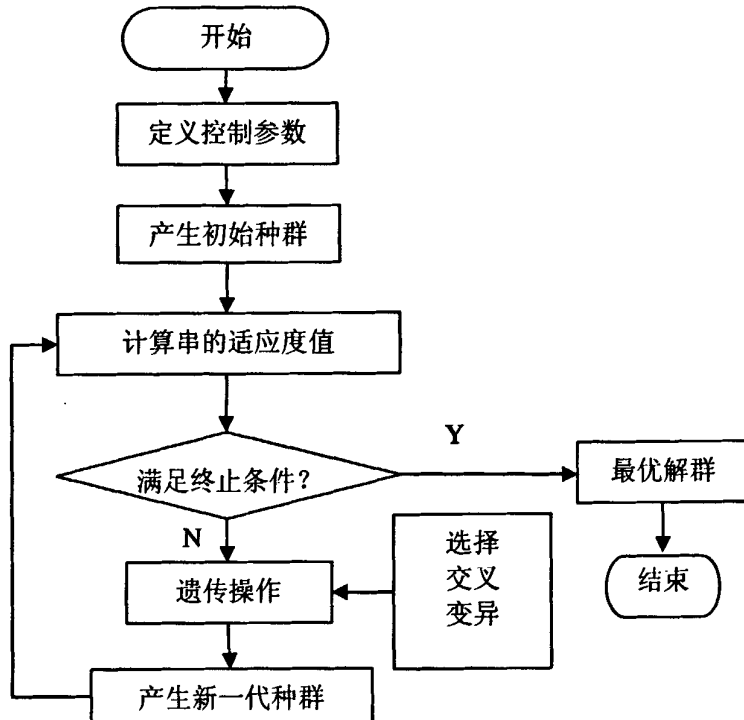 开始
定义控制参数
产生初始种群
计算串的适应度值
Y
满足终止条件?
最优解群
N
选择
交叉
变异
遗传操作
结束
产生新一代种群